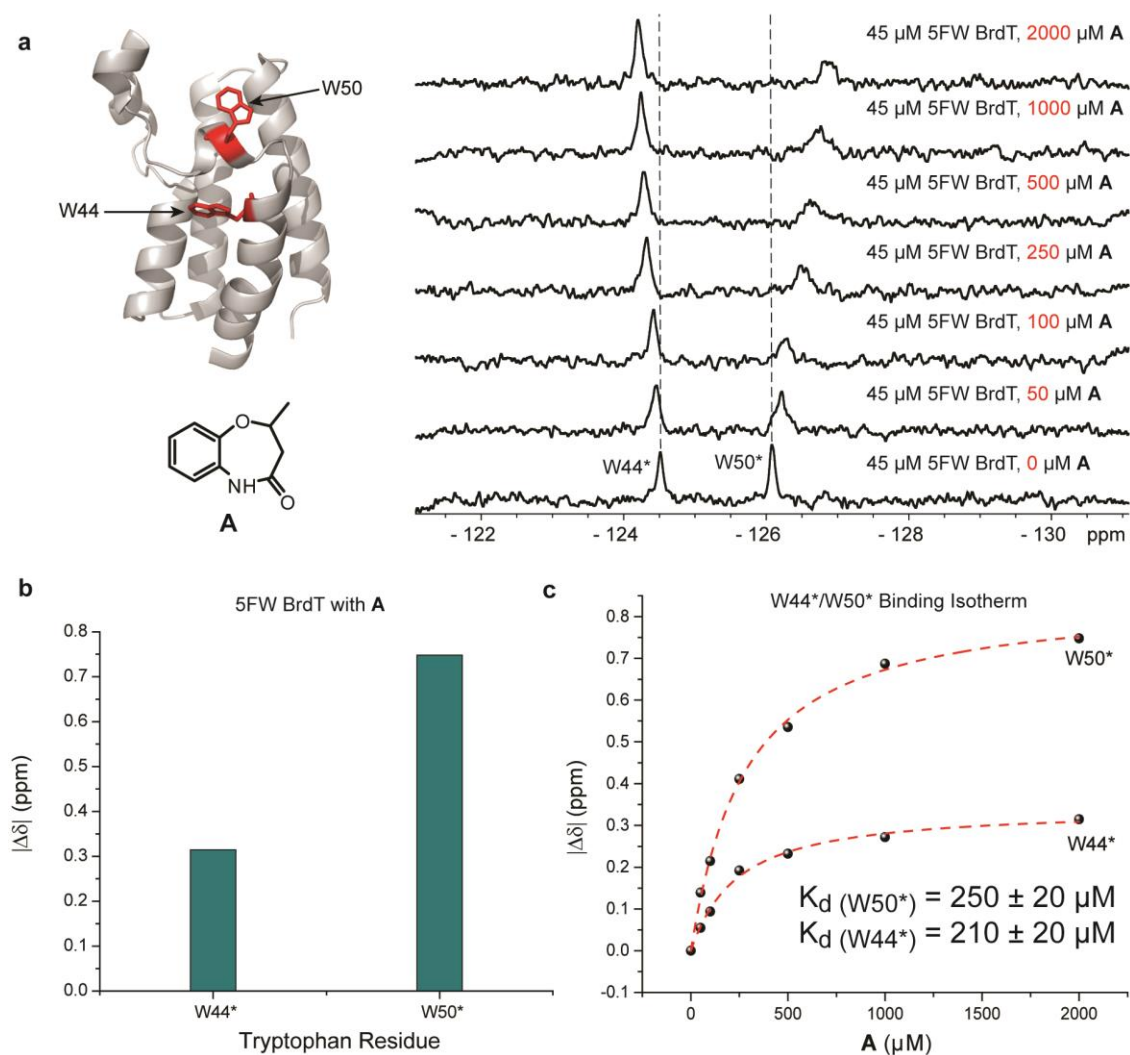 a
W50
W44
O
NH
O
A
45 µM 5FW BrdT, 2000 µM A
45 µM 5FW BrdT, 1000 µM A
45 µM 5FW BrdT, 500 µM A
45 µM 5FW BrdT, 250 µM A
45 µM 5FW BrdT, 100 µM A
45 µM 5FW BrdT, 50 µM A
W44* W50* 45 µM 5FW BrdT, 0 µM A
- 122 - 124 - 126 - 128 - 130 ppm
b
5FW BrdT with A
|Δδ| (ppm)
0.8
0.7
0.6
0.5
0.4
0.3
0.2
0.1
0.0
W44* W50*
Tryptophan Residue
c
W44*/W50* Binding Isotherm
|Δδ| (ppm)
0.8
0.7
0.6
0.5
0.4
0.3
0.2
0.1
0.0
-0.1
W50*
W44*
Kd (W50*) = 250 ± 20 µM
Kd (W44*) = 210 ± 20 µM
0 500 1000 1500 2000
A (µM)